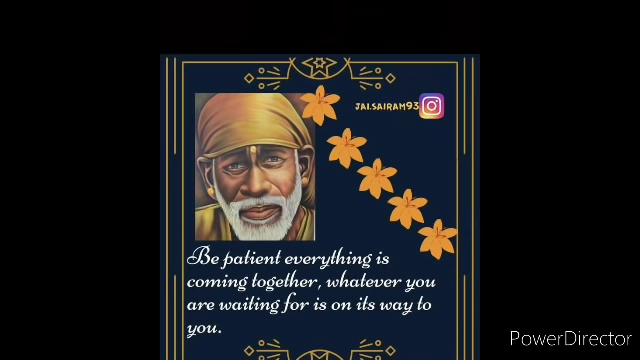 JAI.SAIRAM93
Be patient everything is
coming together, whatever you
are waiting for is on its way to
you.
PowerDirector